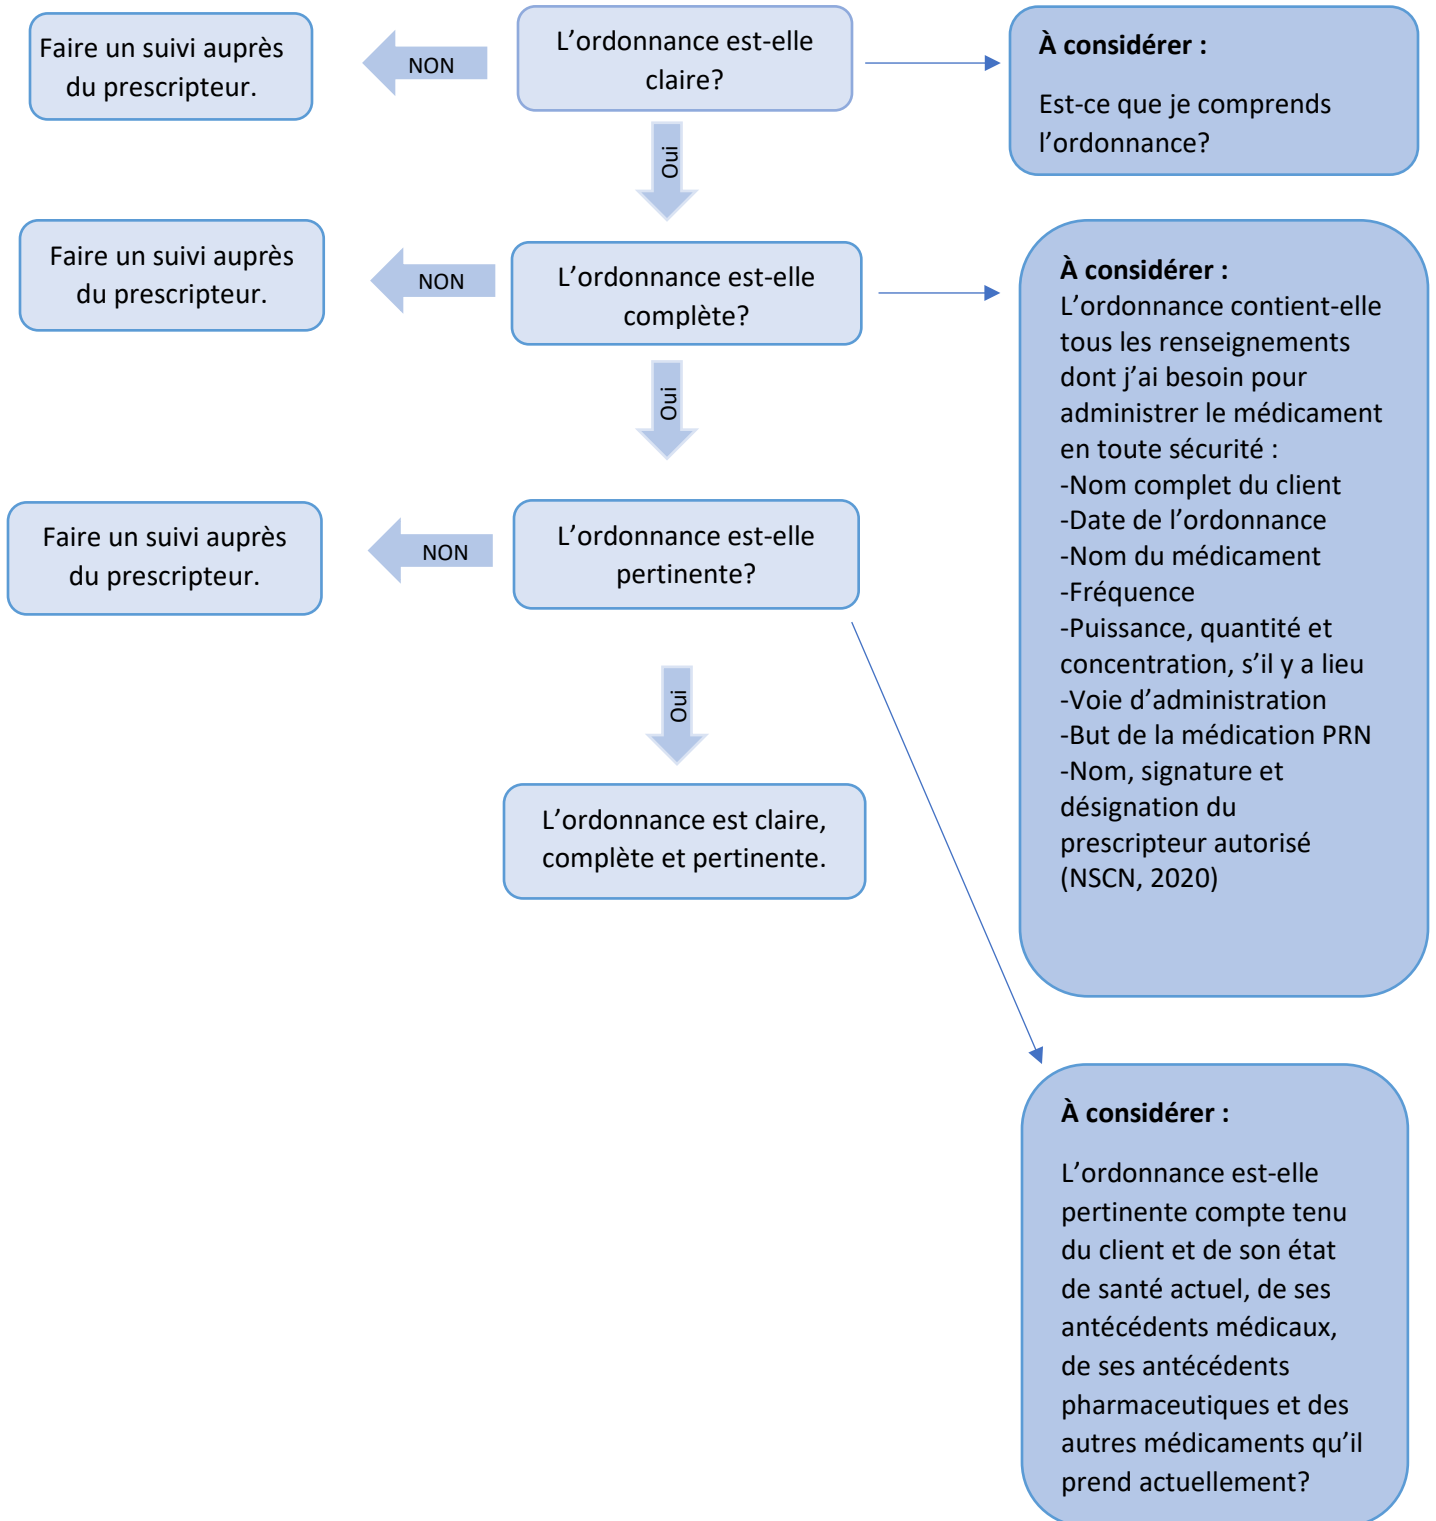 Faire un suivi auprès
du prescripteur.
NON
L’ordonnance est-elle
claire?
À considérer :
Est-ce que je comprends
l’ordonnance?
Oui
Faire un suivi auprès
du prescripteur.
NON
L’ordonnance est-elle
complète?
À considérer :
L’ordonnance contient-elle
tous les renseignements
dont j’ai besoin pour
administrer le médicament
en toute sécurité :
-Nom complet du client
-Date de l’ordonnance
-Nom du médicament
-Fréquence
-Puissance, quantité et
concentration, s’il y a lieu
-Voie d’administration
-But de la médication PRN
-Nom, signature et
désignation du
prescripteur autorisé
(NSCN, 2020)
Oui
Faire un suivi auprès
du prescripteur.
NON
L’ordonnance est-elle
pertinente?
Oui
L’ordonnance est claire,
complète et pertinente.
À considérer :
L’ordonnance est-elle
pertinente compte tenu
du client et de son état
de santé actuel, de ses
antécédents médicaux,
de ses antécédents
pharmaceutiques et des
autres médicaments qu’il
prend actuellement?